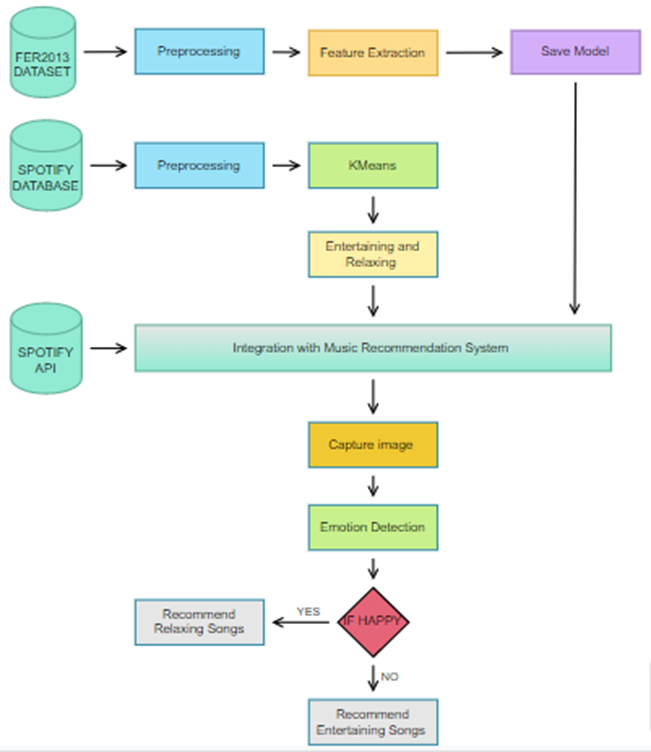 FER2013
DATASET
Preprocessing
Feature Extraction
Save Model
SPOTIFY
DATABASE
Preprocessing
KMeans
Entertaining and
Relaxing
SPOTIFY
API
Integration with Music Recommendation System
Capture image
Emotion Detection
IF HAPPY
YES
Recommend
Relaxing Songs
NO
Recommend
Entertaining Songs